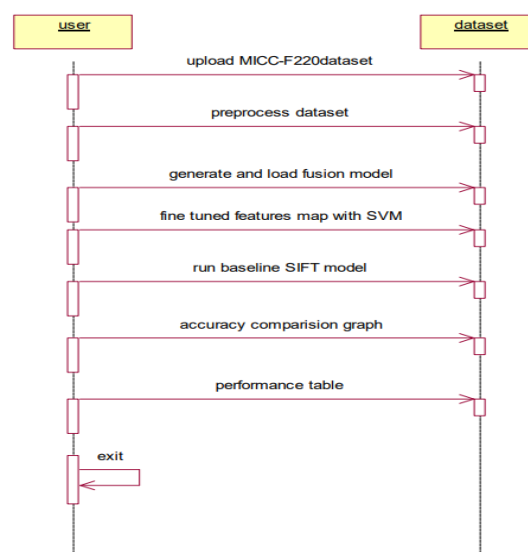 user
dataset
upload MICC-F220dataset
preprocess dataset
generate and load fusion model
fine tuned features map with SVM
run baseline SIFT model
accuracy comparision graph
performance table
exit